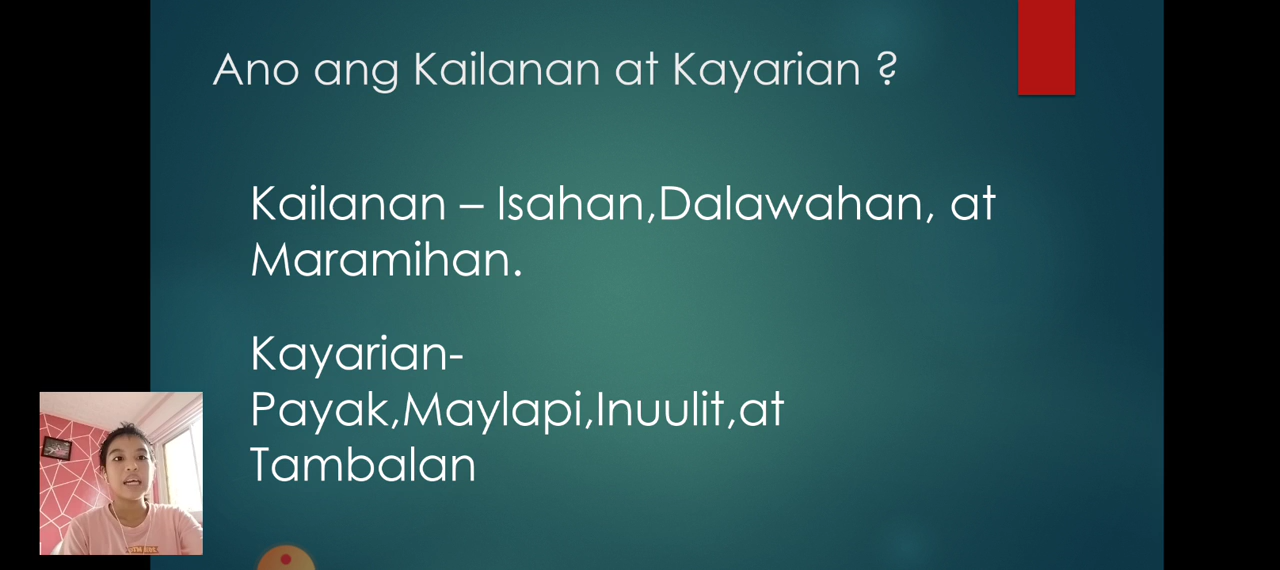 Ano ang Kailanan at Kayarian ?
Kailanan – Isahan,Dalawahan, at
Maramihan.
Kayarian-
Payak,Maylapi,Inuulit,at
Tambalan